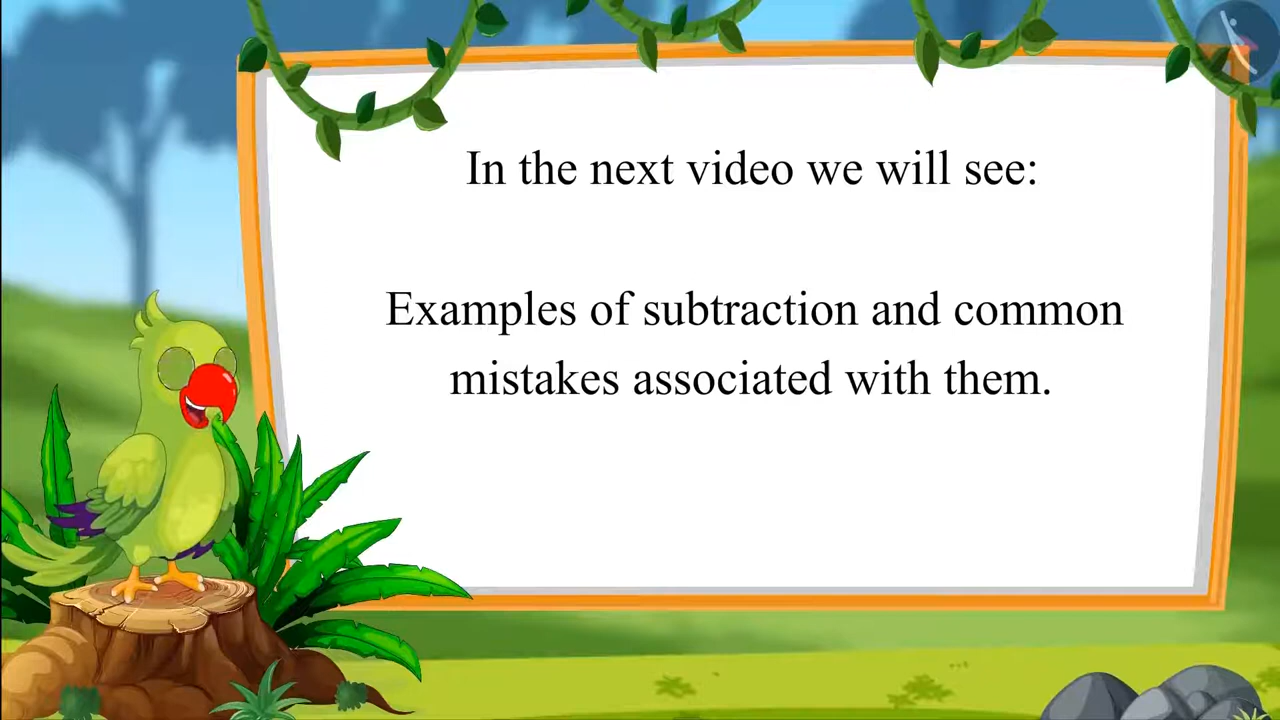 In the next video we will see:
Examples of subtraction and common
mistakes associated with them.